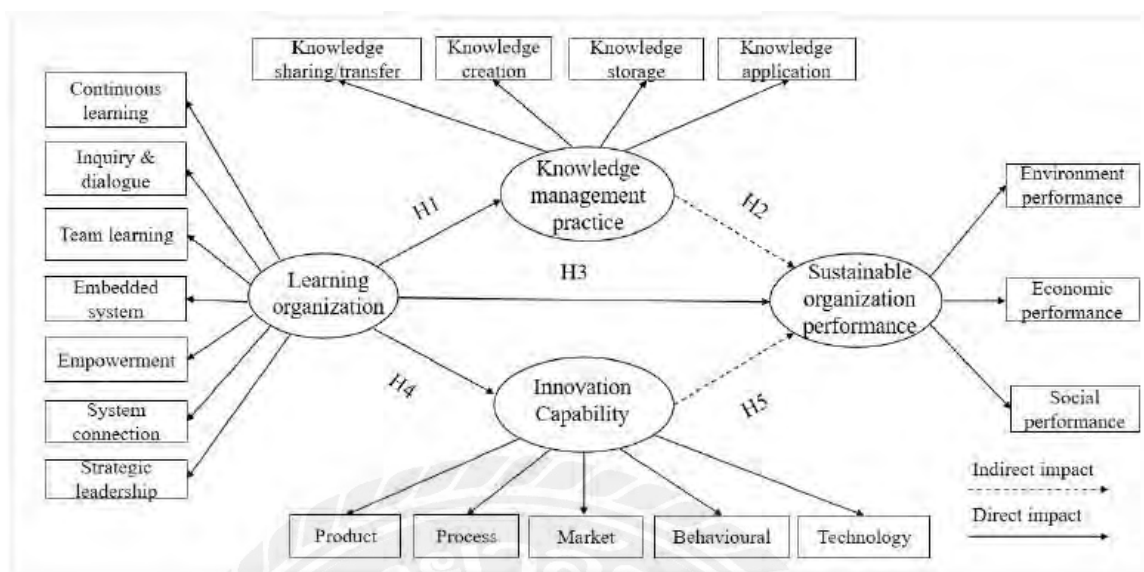 Knowledge
sharing/transfer
Knowledge
creation
Knowledge
storage
Knowledge
application
Continuous
learning
Inquiry &
dialogue
Team learning
Embedded
system
Empowerment
System
connection
Strategic
leadership
Knowledge
management
practice
H1
H2
Learning
organization
H3
Sustainable
organization
performance
H4
Innovation
Capability
H5
Environment
performance
Economic
performance
Social
performance
Product
Process
Market
Behavioural
Technology
Indirect impact
Direct impact